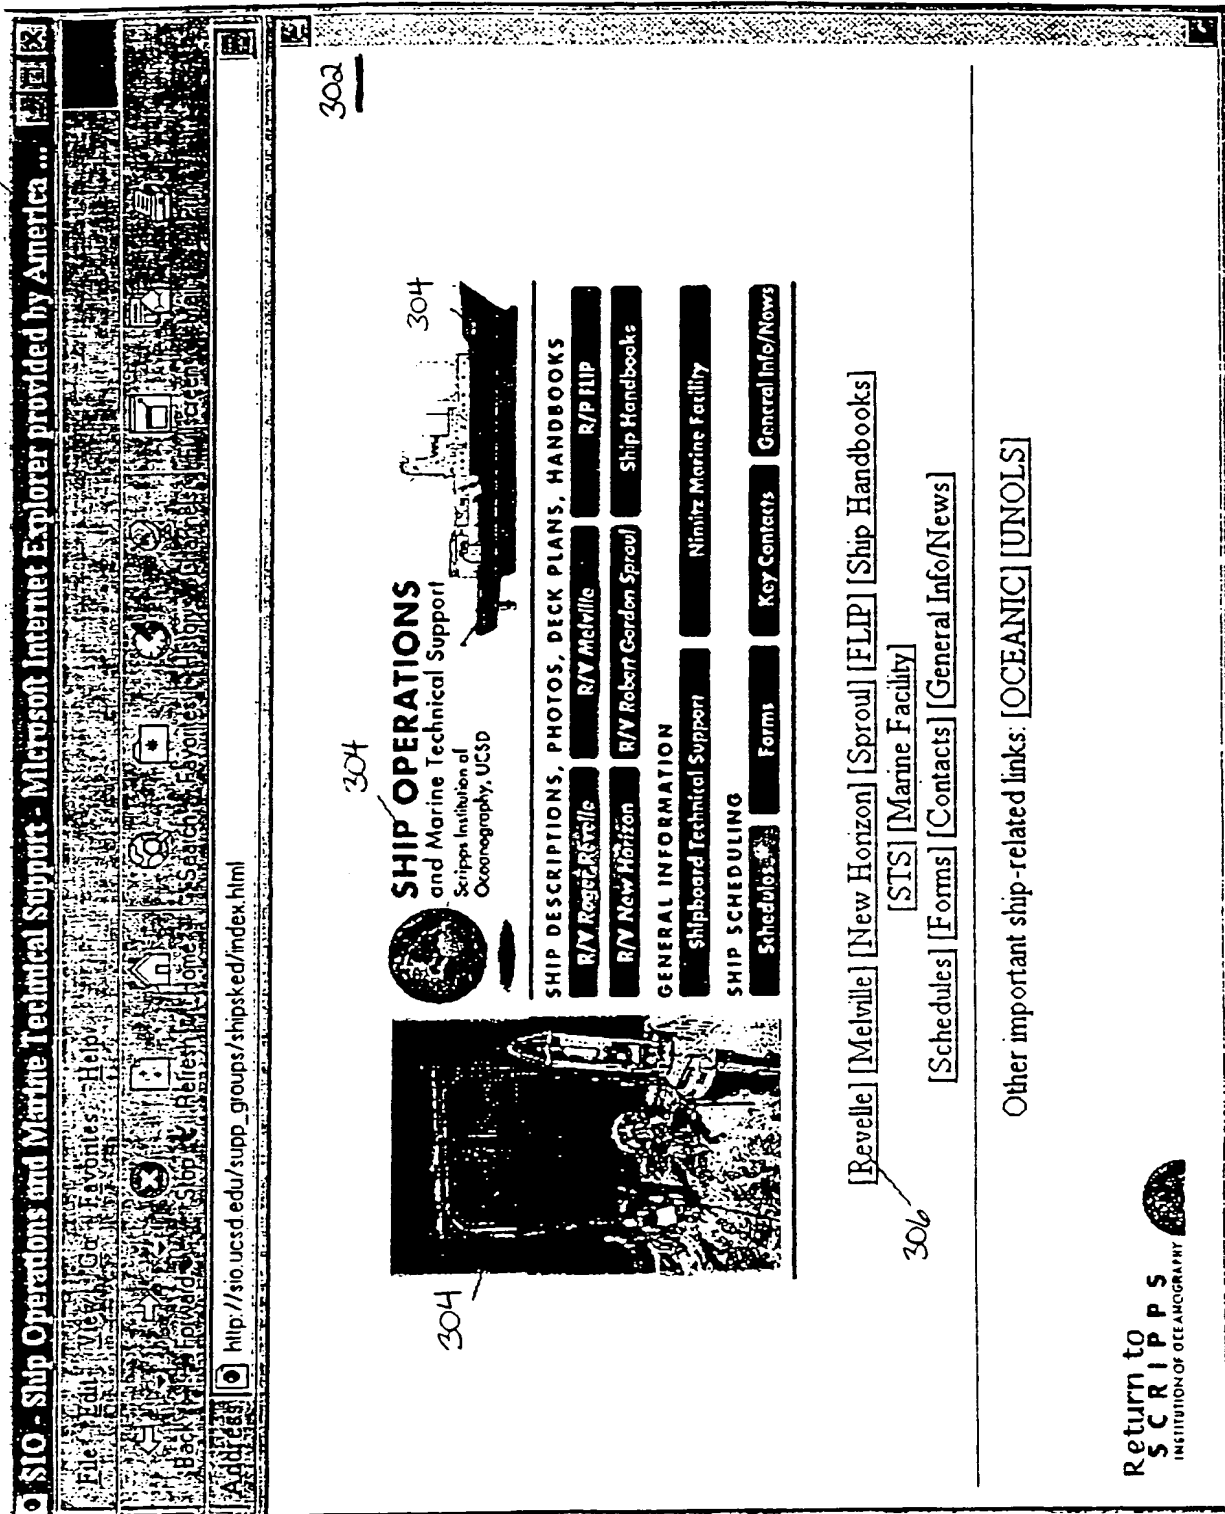 SIO - Ship Operations and Marine Technical Support - Microsoft Internet Explorer provided by America ...
File Edit View Go Favorites Help
Back Forward Stop Refresh Home Search Favorites History Channels Fullscreen Mail
Address http://sio.ucsd.edu/supp_groups/shipsked/index.html
302
304
304
304
SHIP OPERATIONS
and Marine Technical Support
Scripps Institution of
Oceanography, UCSD
SHIP DESCRIPTIONS, PHOTOS, DECK PLANS, HANDBOOKS
R/V Roger Revelle R/V Melville R/P FLIP
R/V New Horizon R/V Robert Gordon Sproul Ship Handbooks
GENERAL INFORMATION
Shipboard Technical Support Nimitz Marine Facility
SHIP SCHEDULING
Schedules Forms Key Contacts General Info/News
[Revelle] [Melville] [New Horizon] [Sproul] [FLIP] [Ship Handbooks]
[STS] [Marine Facility]
[Schedules] [Forms] [Contacts] [General Info/News]
306
Other important ship-related links: [OCEANIC] [UNOLS]
Return to
SCRIPPS
INSTITUTION OF OCEANOGRAPHY